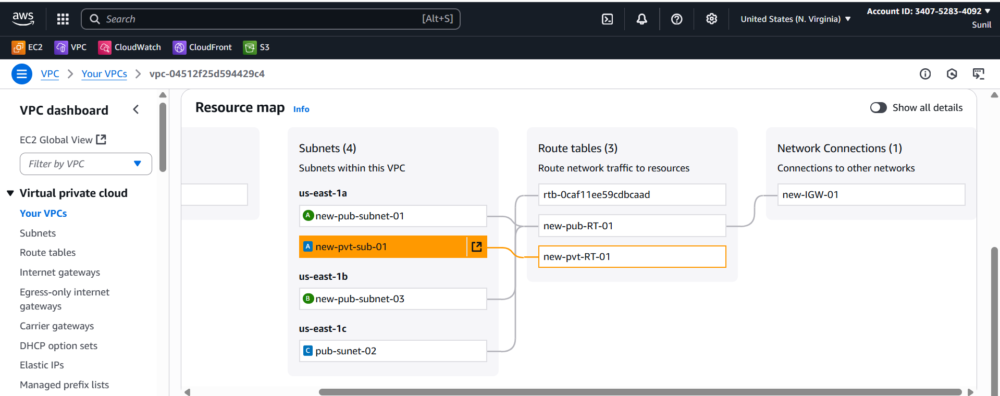 aws
Search [Alt+S]
United States (N. Virginia)
Account ID: 3407-5283-4092
Sunil
EC2 VPC CloudWatch CloudFront S3
VPC Your VPCs vpc-04512f25d594429c4
VPC dashboard
EC2 Global View
Filter by VPC
Virtual private cloud
Your VPCs
Subnets
Route tables
Internet gateways
Egress-only internet
gateways
Carrier gateways
DHCP option sets
Elastic IPs
Managed prefix lists
Resource map Info
Show all details
Subnets (4)
Subnets within this VPC
us-east-1a
A new-pub-subnet-01
A new-pvt-sub-01
us-east-1b
B new-pub-subnet-03
us-east-1c
C pub-sunet-02
Route tables (3)
Route network traffic to resources
rtb-0caf11ee59cdbcaad
new-pub-RT-01
new-pvt-RT-01
Network Connections (1)
Connections to other networks
new-IGW-01